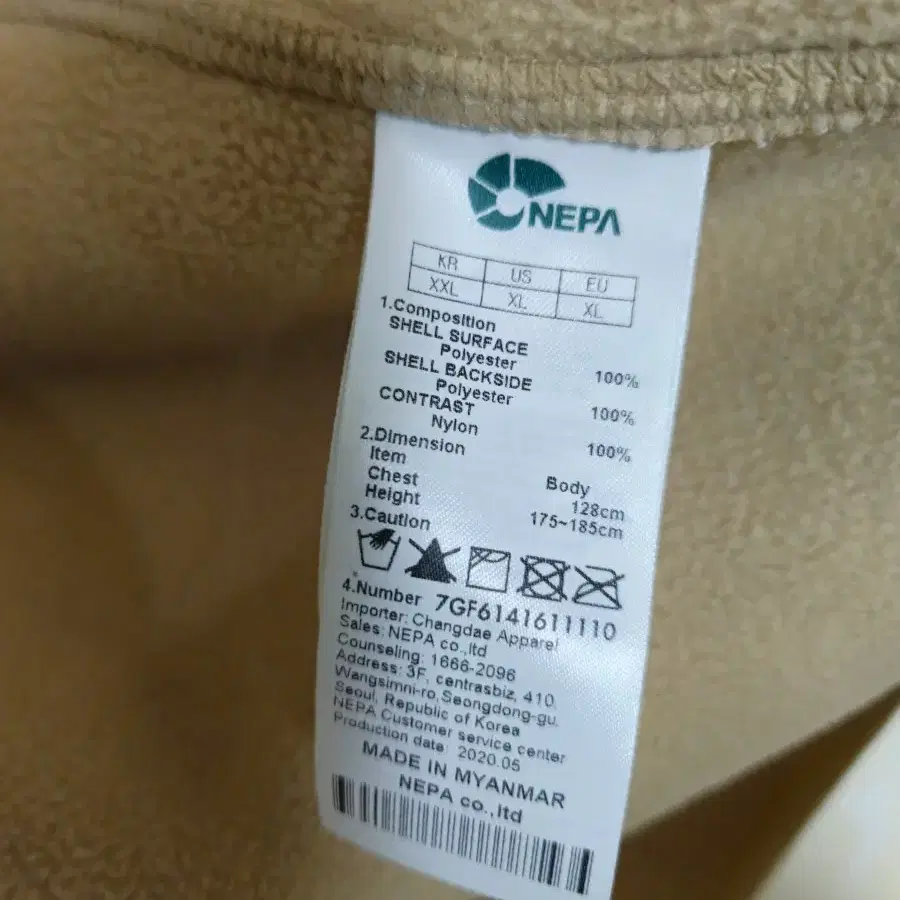 NEPA
KR US EU
XXL XL XL
1.Composition
SHELL SURFACE
Polyester 100%
SHELL BACKSIDE
Polyester 100%
CONTRAST
Nylon 100%
2.Dimension
Item Body
Chest 128cm
Height 175~185cm
3.Caution
4.Number 7GF6141611110
Importer: Changdae Apparel
Sales: NEPA co.,ltd
Counseling: 1666-2096
Address: 3F, centrasbiz, 410,
Wangsimni-ro,Seongdong-gu,
Seoul, Republic of Korea
NEPA Customer service center
Production date: 2020.05
MADE IN MYANMAR
NEPA co.,ltd